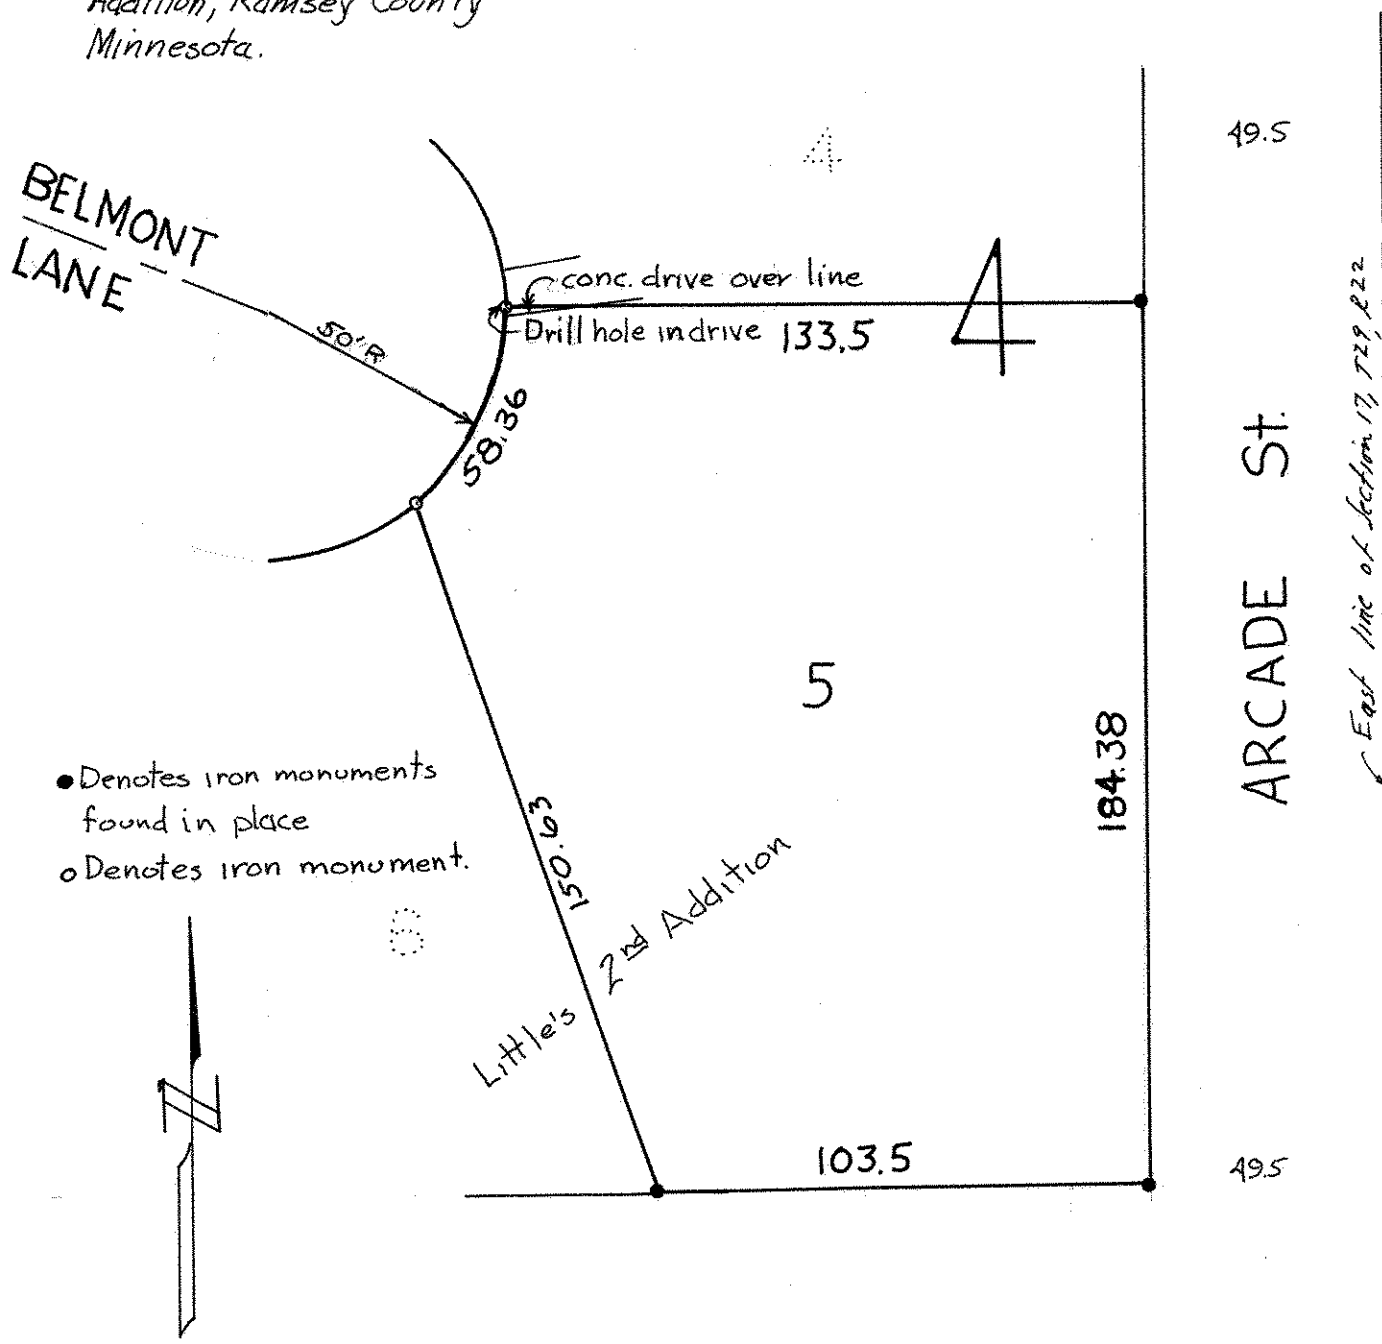 Addition, Ramsey County
Minnesota.
4
49.5
BELMONT
LANE
50' R
conc. drive over line
Drill hole in drive
133.5
4
58.36
St.
ARCADE
East line of Section 17, T29, R22
5
184.38
● Denotes iron monuments
found in place
○ Denotes iron monument.
150.63
Little's 2nd Addition
N
103.5
49.5